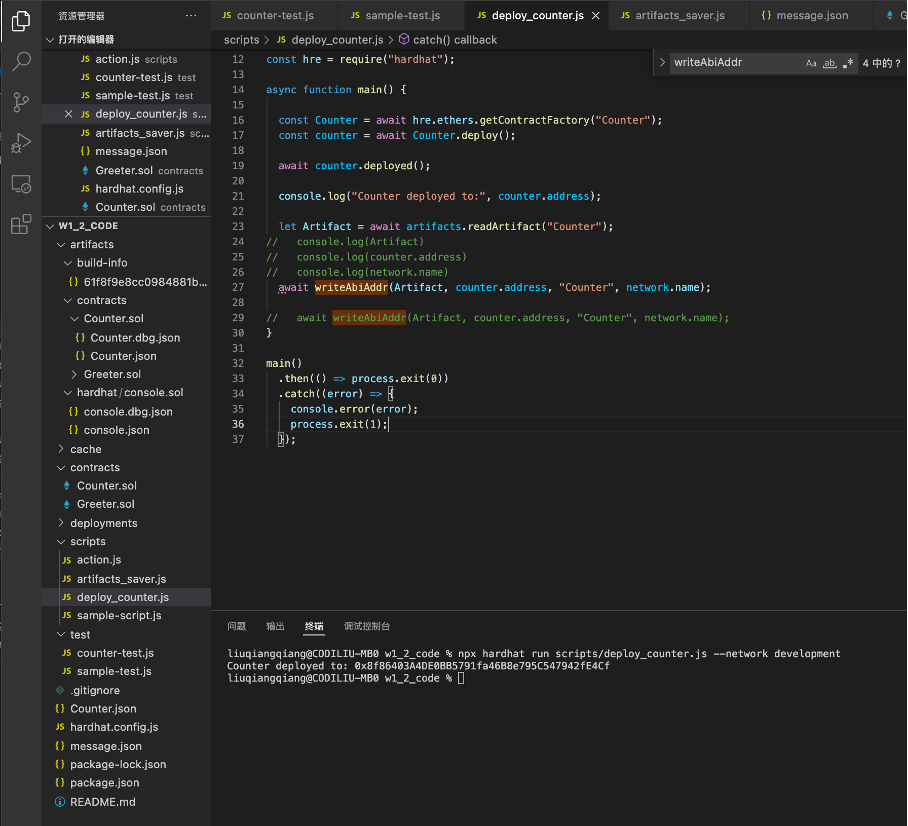 资源管理器
打开的编辑器
JS action.js scripts
JS counter-test.js test
JS sample-test.js test
JS deploy_counter.js s...
JS artifacts_saver.js sc...
{} message.json
Greeter.sol contracts
JS hardhat.config.js
Counter.sol contracts
W1_2_CODE
artifacts
build-info
{} 61f8f9e8cc0984881b...
contracts
Counter.sol
{} Counter.dbg.json
{} Counter.json
Greeter.sol
hardhat/console.sol
{} console.dbg.json
{} console.json
cache
contracts
Counter.sol
Greeter.sol
deployments
scripts
JS action.js
JS artifacts_saver.js
JS deploy_counter.js
JS sample-script.js
test
JS counter-test.js
JS sample-test.js
.gitignore
{} Counter.json
JS hardhat.config.js
{} message.json
{} package-lock.json
{} package.json
README.md
JS counter-test.js JS sample-test.js JS deploy_counter.js JS artifacts_saver.js {} message.json G
scripts > JS deploy_counter.js > catch() callback
writeAbiAddr Aa ab .* 4 中的 ?
12 const hre = require("hardhat");
13
14 async function main() {
15
16 const Counter = await hre.ethers.getContractFactory("Counter");
17 const counter = await Counter.deploy();
18
19 await counter.deployed();
20
21 console.log("Counter deployed to:", counter.address);
22
23 let Artifact = await artifacts.readArtifact("Counter");
24 // console.log(Artifact)
25 // console.log(counter.address)
26 // console.log(network.name)
27 await writeAbiAddr(Artifact, counter.address, "Counter", network.name);
28
29 // await writeAbiAddr(Artifact, counter.address, "Counter", network.name);
30 }
31
32 main()
33 .then(() => process.exit(0))
34 .catch((error) => {
35 console.error(error);
36 process.exit(1);
37 });
问题 输出 终端 调试控制台
liuqiangqiang@CODILIU-MB0 w1_2_code % npx hardhat run scripts/deploy_counter.js --network development
Counter deployed to: 0x8f86403A4DE0BB5791fa46B8e795C547942fE4Cf
liuqiangqiang@CODILIU-MB0 w1_2_code %